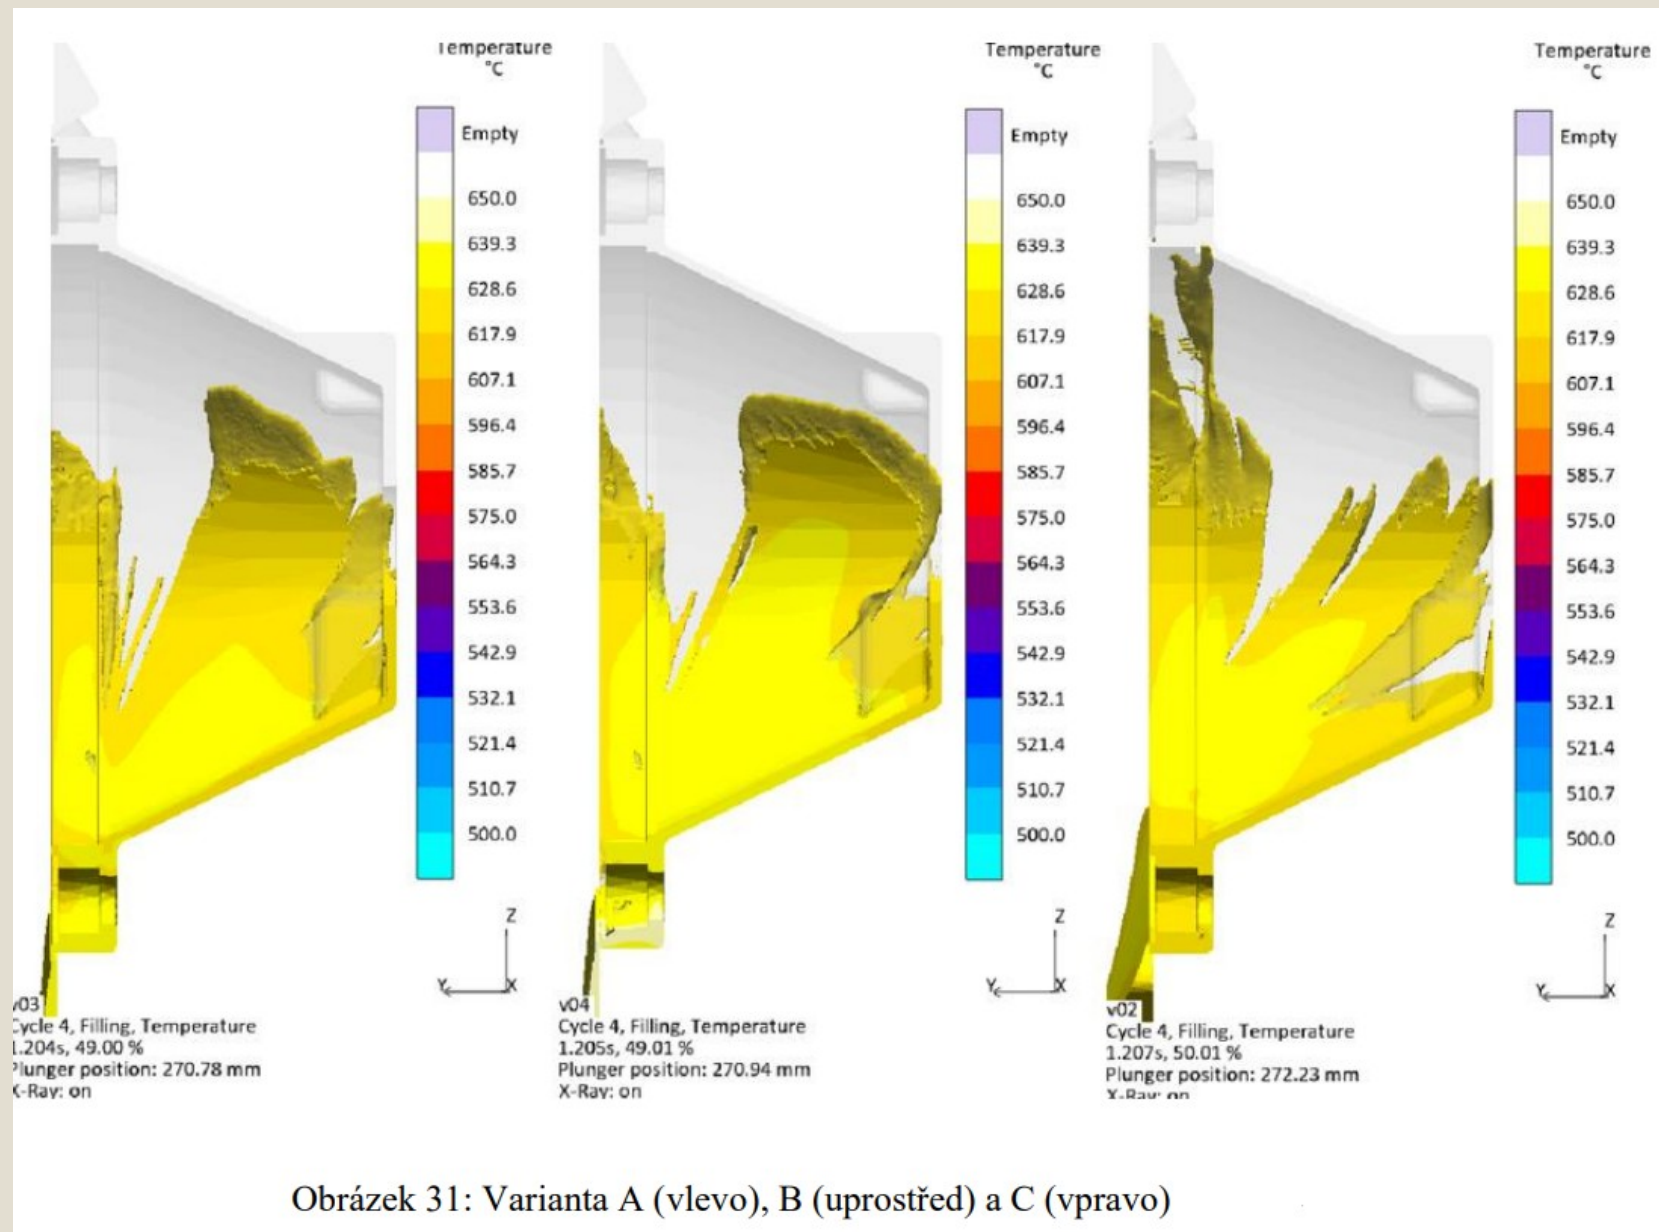 Temperature
°C
Empty
650.0
639.3
628.6
617.9
607.1
596.4
585.7
575.0
564.3
553.6
542.9
532.1
521.4
510.7
500.0
Z
Y
X
v03
Cycle 4, Filling, Temperature
1.204s, 49.00 %
Plunger position: 270.78 mm
X-Ray: on
Temperature
°C
Empty
650.0
639.3
628.6
617.9
607.1
596.4
585.7
575.0
564.3
553.6
542.9
532.1
521.4
510.7
500.0
Z
Y
X
v04
Cycle 4, Filling, Temperature
1.205s, 49.01 %
Plunger position: 270.94 mm
X-Ray: on
Temperature
°C
Empty
650.0
639.3
628.6
617.9
607.1
596.4
585.7
575.0
564.3
553.6
542.9
532.1
521.4
510.7
500.0
Z
Y
X
v02
Cycle 4, Filling, Temperature
1.207s, 50.01 %
Plunger position: 272.23 mm
X-Ray: on
Obrázek 31: Varianta A (vlevo), B (uprostřed) a C (vpravo)